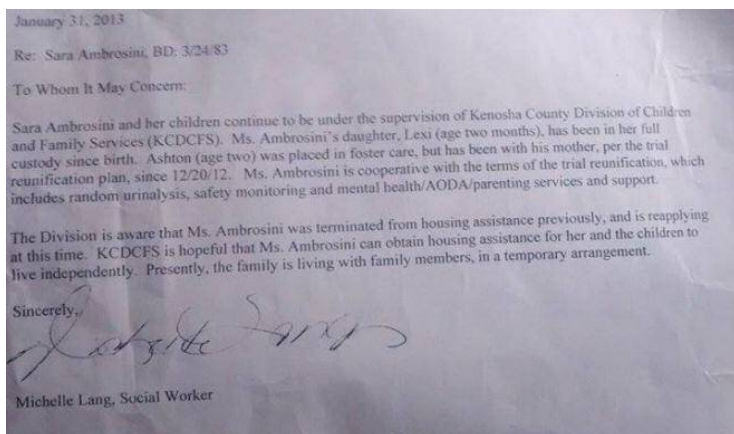 January 31, 2013
Re: Sara Ambrosini, BD: 3/24/83
To Whom It May Concern:
Sara Ambrosini and her children continue to be under the supervision of Kenosha County Division of Children
and Family Services (KCDCFS). Ms. Ambrosini's daughter, Lexi (age two months), has been in her full
custody since birth. Ashton (age two) was placed in foster care, but has been with his mother, per the trial
reunification plan, since 12/20/12. Ms. Ambrosini is cooperative with the terms of the trial reunification, which
includes random urinalysis, safety monitoring and mental health/AODA/parenting services and support.
The Division is aware that Ms. Ambrosini was terminated from housing assistance previously, and is reapplying
at this time. KCDCFS is hopeful that Ms. Ambrosini can obtain housing assistance for her and the children to
live independently. Presently, the family is living with family members, in a temporary arrangement.
Sincerely,
Michelle Lang, Social Worker